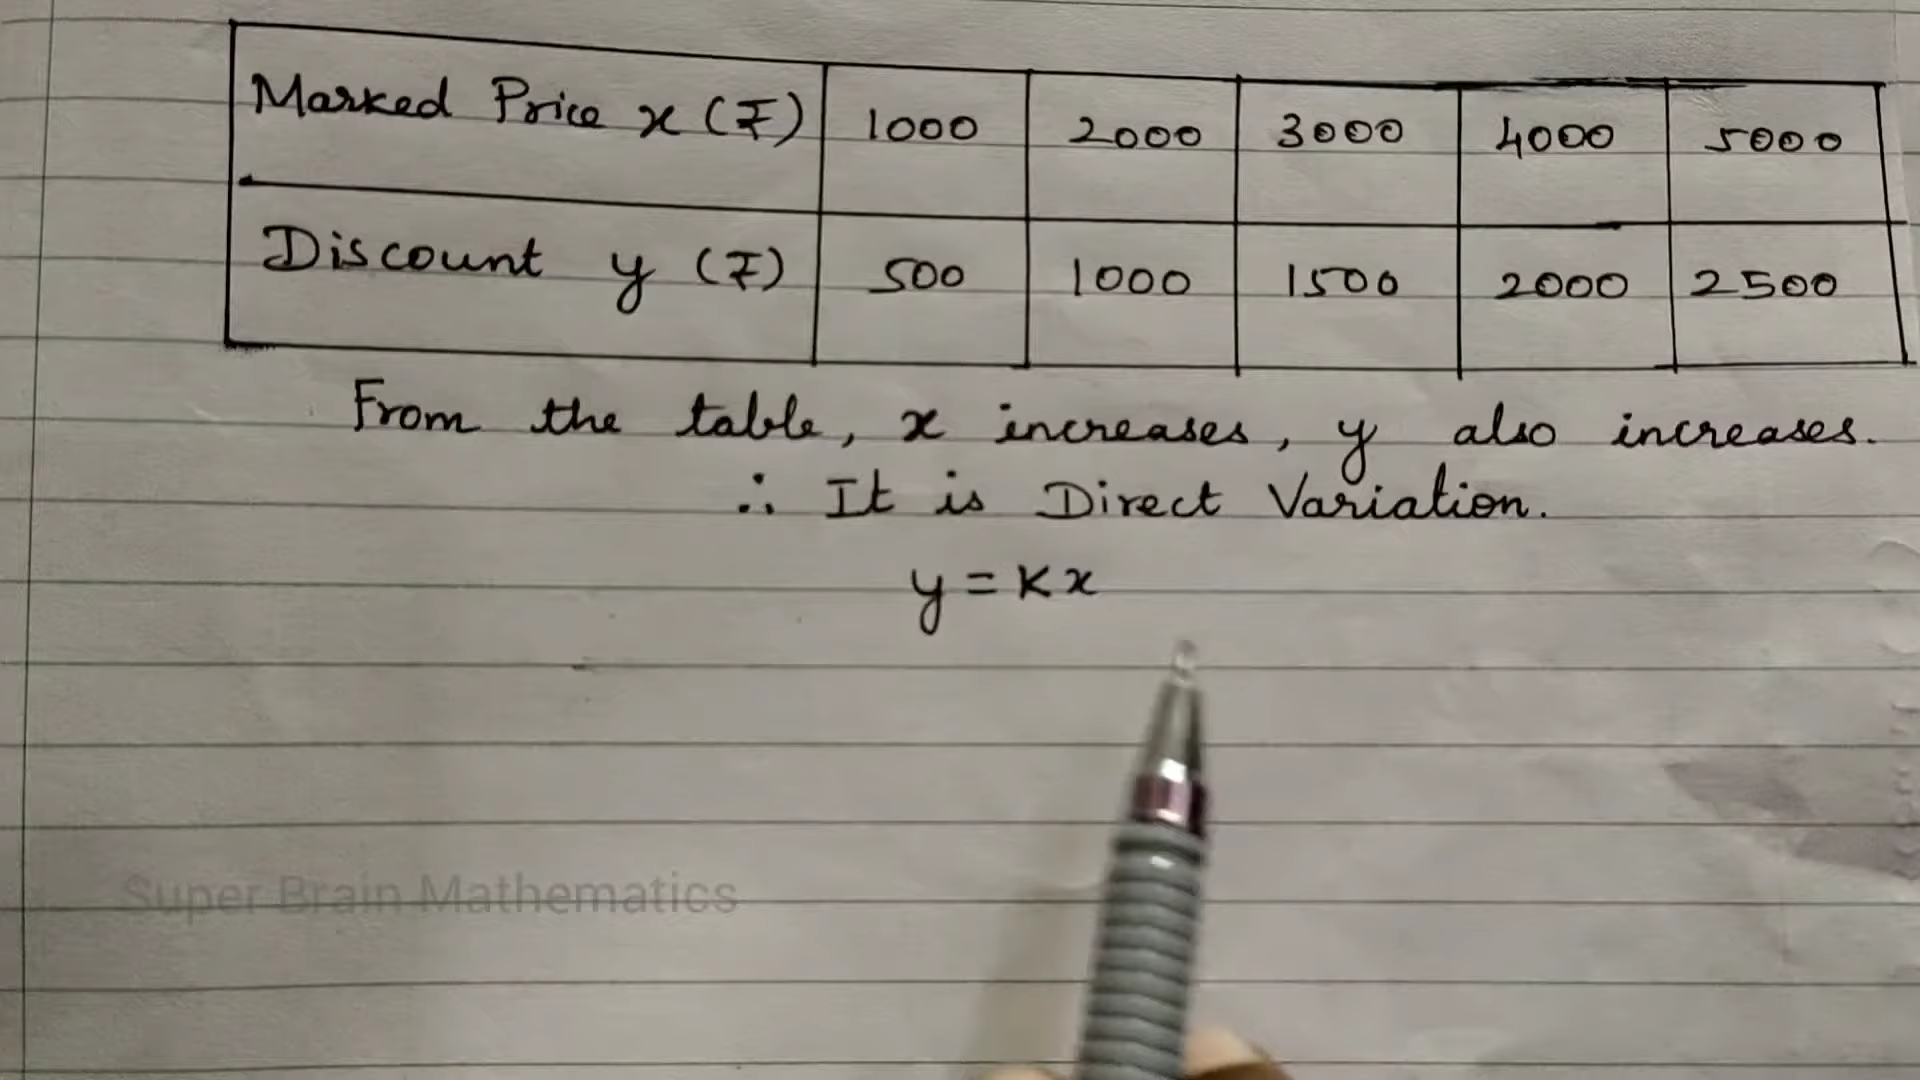 Marked Price x (₹) 1000 2000 3000 4000 5000
Discount y (₹) 500 1000 1500 2000 2500
From the table, x increases, y also increases.
∴ It is Direct Variation.
y = Kx
Super Brain Mathematics